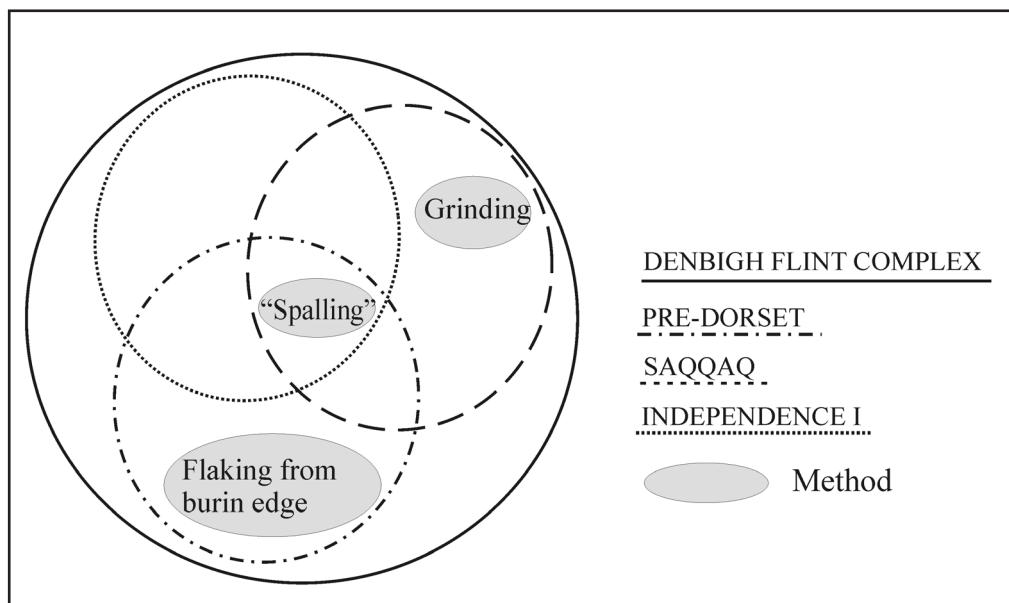 Grinding
“Spalling”
Flaking from
burin edge
DENBIGH FLINT COMPLEX
PRE-DORSET
SAQQAQ
INDEPENDENCE I
Method